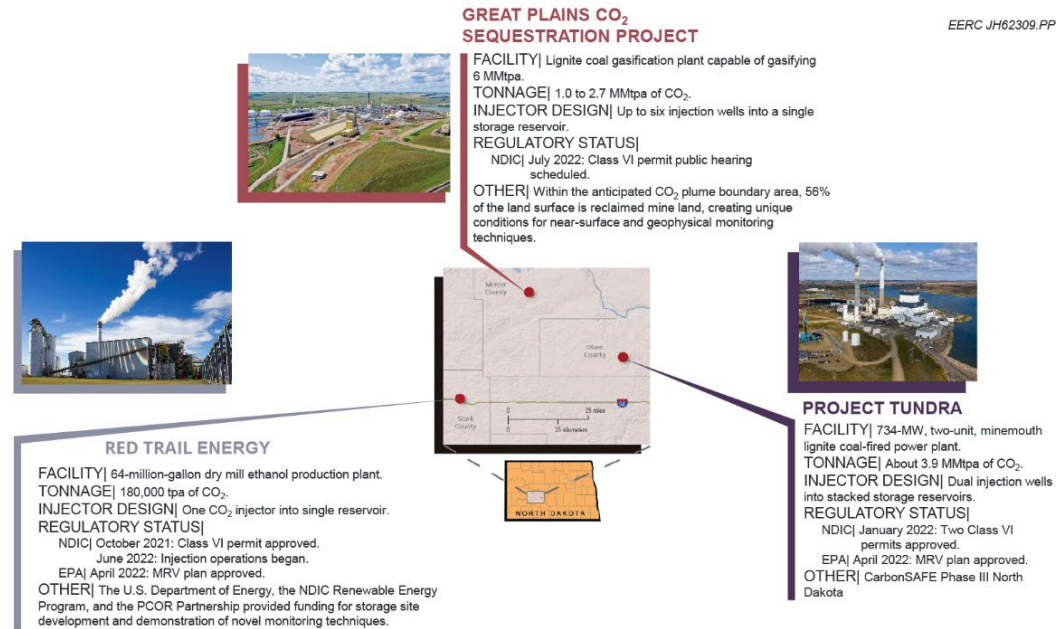 GREAT PLAINS CO₂
SEQUESTRATION PROJECT
EERC JH62309.PP
FACILITY| Lignite coal gasification plant capable of gasifying
6 MMtpa.
TONNAGE| 1.0 to 2.7 MMtpa of CO₂.
INJECTOR DESIGN| Up to six injection wells into a single
storage reservoir.
REGULATORY STATUS|
NDIC| July 2022: Class VI permit public hearing
scheduled.
OTHER| Within the anticipated CO₂ plume boundary area, 56%
of the land surface is reclaimed mine land, creating unique
conditions for near-surface and geophysical monitoring
techniques.
Mercer
County
Oliver
County
Stark
County
0 25 miles
0 25 kilometers
94
NORTH DAKOTA
RED TRAIL ENERGY
FACILITY| 64-million-gallon dry mill ethanol production plant.
TONNAGE| 180,000 tpa of CO₂.
INJECTOR DESIGN| One CO₂ injector into single reservoir.
REGULATORY STATUS|
NDIC| October 2021: Class VI permit approved.
June 2022: Injection operations began.
EPA| April 2022: MRV plan approved.
OTHER| The U.S. Department of Energy, the NDIC Renewable Energy
Program, and the PCOR Partnership provided funding for storage site
development and demonstration of novel monitoring techniques.
PROJECT TUNDRA
FACILITY| 734-MW, two-unit, minemouth
lignite coal-fired power plant.
TONNAGE| About 3.9 MMtpa of CO₂.
INJECTOR DESIGN| Dual injection wells
into stacked storage reservoirs.
REGULATORY STATUS|
NDIC| January 2022: Two Class VI
permits approved.
EPA| April 2022: MRV plan approved.
OTHER| CarbonSAFE Phase III North
Dakota